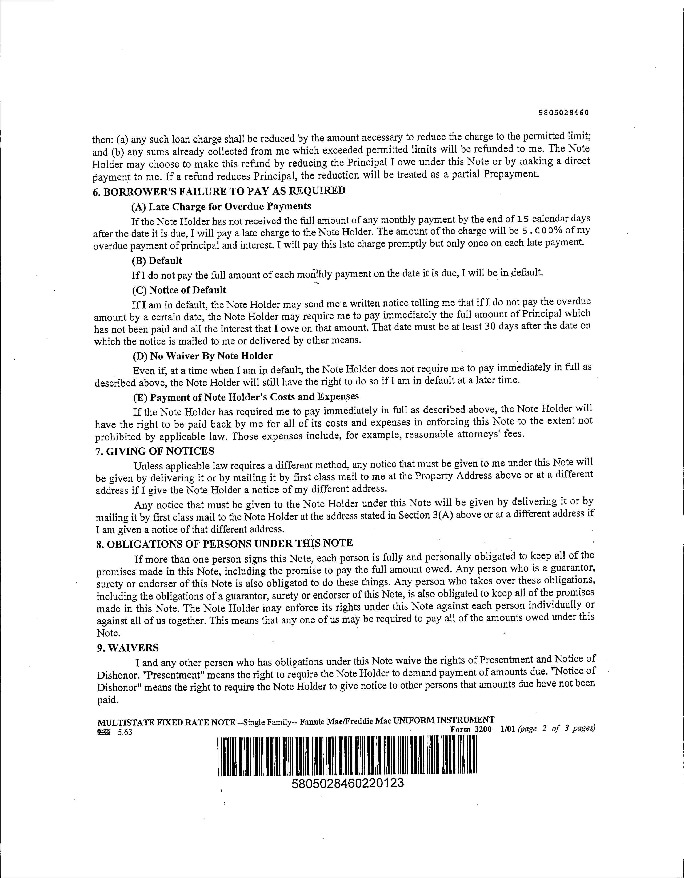 5805028460
then: (a) any such loan charge shall be reduced by the amount necessary to reduce the charge to the permitted limit;
and (b) any sums already collected from me which exceeded permitted limits will be refunded to me. The Note
Holder may choose to make this refund by reducing the Principal I owe under this Note or by making a direct
payment to me. If a refund reduces Principal, the reduction will be treated as a partial Prepayment.
6. BORROWER'S FAILURE TO PAY AS REQUIRED
(A) Late Charge for Overdue Payments
If the Note Holder has not received the full amount of any monthly payment by the end of 15 calendar days
after the date it is due, I will pay a late charge to the Note Holder. The amount of the charge will be 5.000% of my
overdue payment of principal and interest. I will pay this late charge promptly but only once on each late payment.
(B) Default
If I do not pay the full amount of each monthly payment on the date it is due, I will be in default.
(C) Notice of Default
If I am in default, the Note Holder may send me a written notice telling me that if I do not pay the overdue
amount by a certain date, the Note Holder may require me to pay immediately the full amount of Principal which
has not been paid and all the interest that I owe on that amount. That date must be at least 30 days after the date on
which the notice is mailed to me or delivered by other means.
(D) No Waiver By Note Holder
Even if, at a time when I am in default, the Note Holder does not require me to pay immediately in full as
described above, the Note Holder will still have the right to do so if I am in default at a later time.
(E) Payment of Note Holder's Costs and Expenses
If the Note Holder has required me to pay immediately in full as described above, the Note Holder will
have the right to be paid back by me for all of its costs and expenses in enforcing this Note to the extent not
prohibited by applicable law. Those expenses include, for example, reasonable attorneys' fees.
7. GIVING OF NOTICES
Unless applicable law requires a different method, any notice that must be given to me under this Note will
be given by delivering it or by mailing it by first class mail to me at the Property Address above or at a different
address if I give the Note Holder a notice of my different address.
Any notice that must be given to the Note Holder under this Note will be given by delivering it or by
mailing it by first class mail to the Note Holder at the address stated in Section 3(A) above or at a different address if
I am given a notice of that different address.
8. OBLIGATIONS OF PERSONS UNDER THIS NOTE
If more than one person signs this Note, each person is fully and personally obligated to keep all of the
promises made in this Note, including the promise to pay the full amount owed. Any person who is a guarantor,
surety or endorser of this Note is also obligated to do these things. Any person who takes over these obligations,
including the obligations of a guarantor, surety or endorser of this Note, is also obligated to keep all of the promises
made in this Note. The Note Holder may enforce its rights under this Note against each person individually or
against all of us together. This means that any one of us may be required to pay all of the amounts owed under this
Note.
9. WAIVERS
I and any other person who has obligations under this Note waive the rights of Presentment and Notice of
Dishonor. "Presentment" means the right to require the Note Holder to demand payment of amounts due. "Notice of
Dishonor" means the right to require the Note Holder to give notice to other persons that amounts due have not been
paid.
MULTISTATE FIXED RATE NOTE --Single Family-- Fannie Mae/Freddie Mac UNIFORM INSTRUMENT
5.63 Form 3200 1/01 (page 2 of 3 pages)
5805028460220123